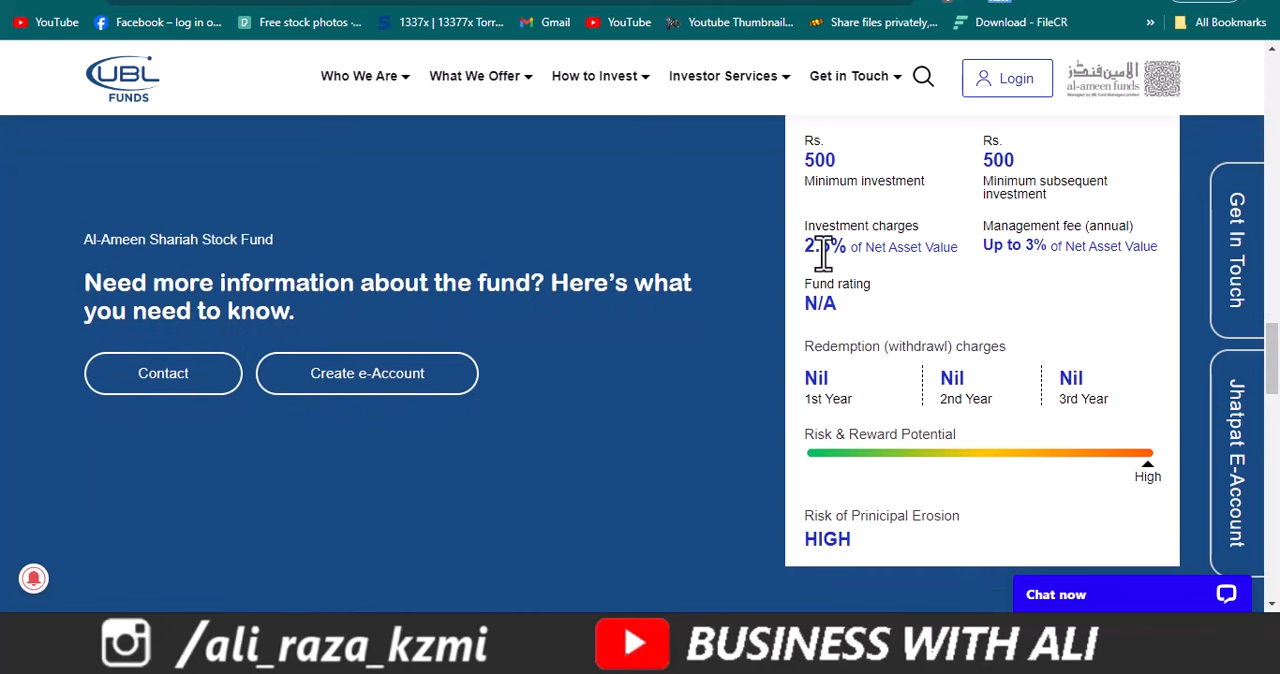 YouTube
Facebook – log in o...
Free stock photos -...
1337x | 13377x Torr...
Gmail
YouTube
Youtube Thumbnail...
Share files privately,...
Download - FileCR
»
All Bookmarks
UBL
FUNDS
Who We Are
What We Offer
How to Invest
Investor Services
Get in Touch
Login
الامین فنڈز
al-ameen funds
Rs.
500
Minimum investment
Rs.
500
Minimum subsequent
investment
Investment charges
2.5% of Net Asset Value
Management fee (annual)
Up to 3% of Net Asset Value
Fund rating
N/A
Redemption (withdrawl) charges
Nil
1st Year
Nil
2nd Year
Nil
3rd Year
Risk & Reward Potential
High
Risk of Prinicipal Erosion
HIGH
Al-Ameen Shariah Stock Fund
Need more information about the fund? Here’s what
you need to know.
Contact
Create e-Account
Get In Touch
Jhatpat E-Account
Chat now
/ali_raza_kzmi
BUSINESS WITH ALI